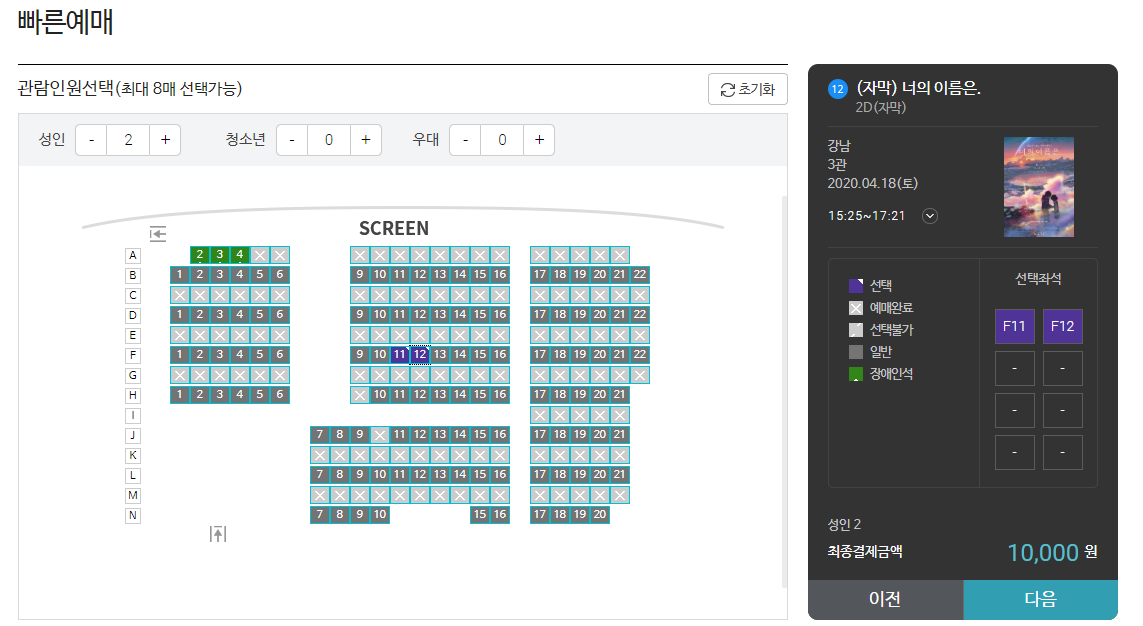 빠른예매
관람인원선택(최대 8매 선택가능)
초기화
성인 - 2 + 청소년 - 0 + 우대 - 0 +
SCREEN
A 2 3 4
B 1 2 3 4 5 6 9 10 11 12 13 14 15 16 17 18 19 20 21 22
C
D 1 2 3 4 5 6 9 10 11 12 13 14 15 16 17 18 19 20 21 22
E
F 1 2 3 4 5 6 9 10 11 12 13 14 15 16 17 18 19 20 21 22
G
H 1 2 3 4 5 6 10 11 12 13 14 15 16 17 18 19 20 21
I
J 7 8 9 11 12 13 14 15 16 17 18 19 20 21
K
L 7 8 9 10 11 12 13 14 15 16 17 18 19 20 21
M
N 7 8 9 10 15 16 17 18 19 20
12 (자막) 너의 이름은.
2D(자막)
강남
3관
2020.04.18(토)
15:25~17:21
선택
예매완료
선택불가
일반
장애인석
선택좌석
F11 F12
- -
- -
- -
성인 2
최종결제금액 10,000 원
이전 다음